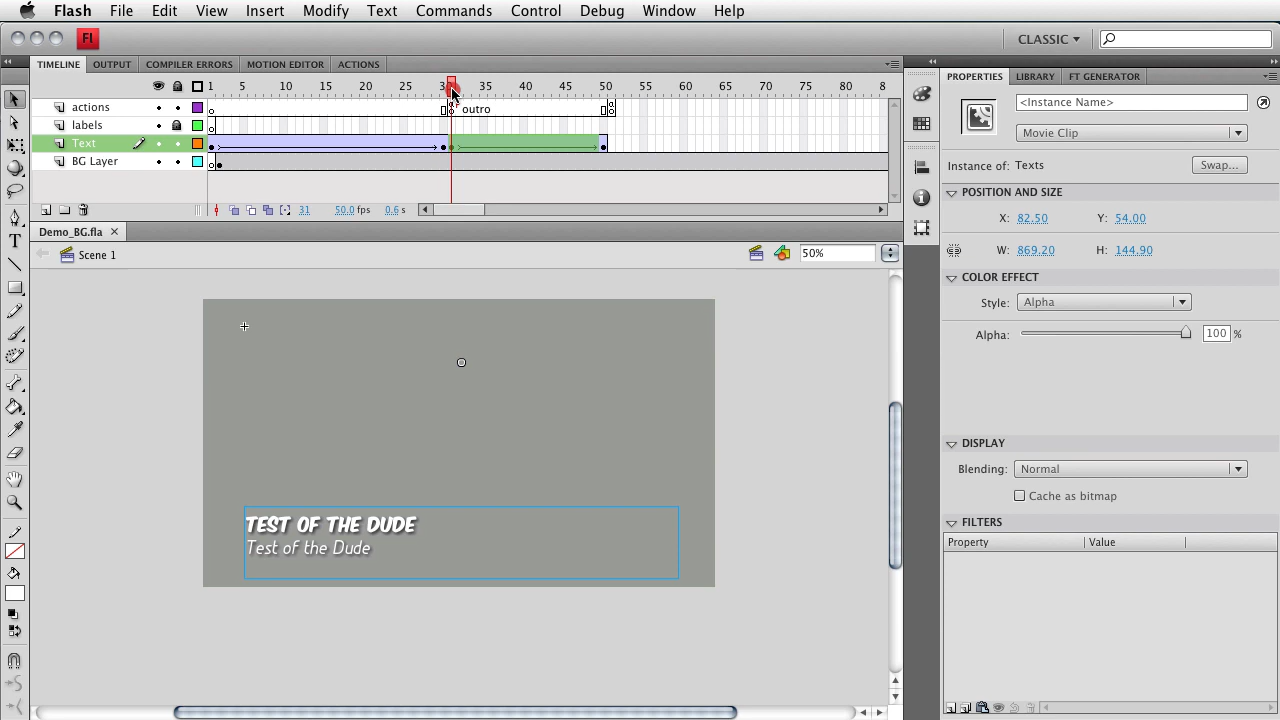 Flash File Edit View Insert Modify Text Commands Control Debug Window Help
Fl CLASSIC
TIMELINE OUTPUT COMPILER ERRORS MOTION EDITOR ACTIONS
1 5 10 15 20 25 30 35 40 45 50 55 60 65 70 75 80 8
actions
outro
labels
Text
BG Layer
31 50.0 fps 0.6 s
Demo_BG.fla
Scene 1
50%
TEST OF THE DUDE
Test of the Dude
PROPERTIES LIBRARY FT GENERATOR
<Instance Name>
Movie Clip
Instance of: Texts Swap...
POSITION AND SIZE
X: 82.50 Y: 54.00
W: 869.20 H: 144.90
COLOR EFFECT
Style: Alpha
Alpha: 100 %
DISPLAY
Blending: Normal
Cache as bitmap
FILTERS
Property Value